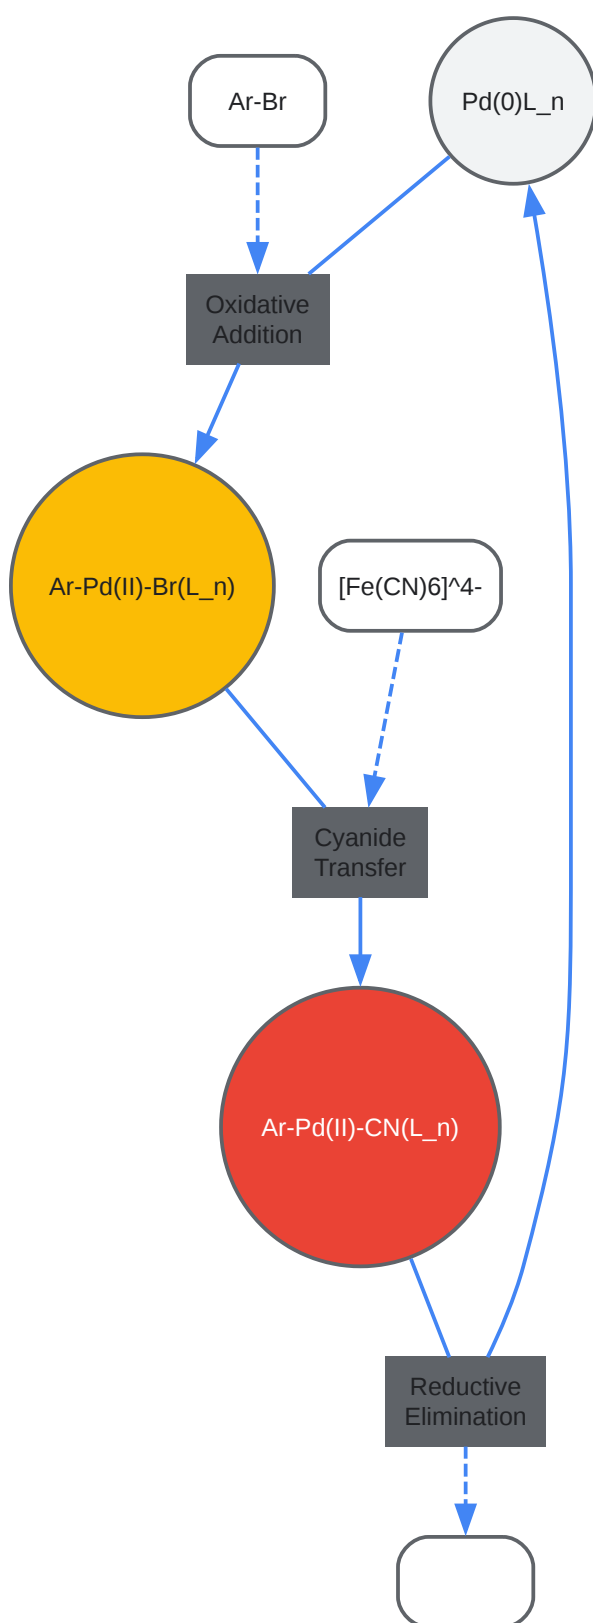 Ar-Br
Pd(0)L_n
Oxidative
Addition
Ar-Pd(II)-Br(L_n)
[Fe(CN)6]^4-
Cyanide
Transfer
Ar-Pd(II)-CN(L_n)
Reductive
Elimination